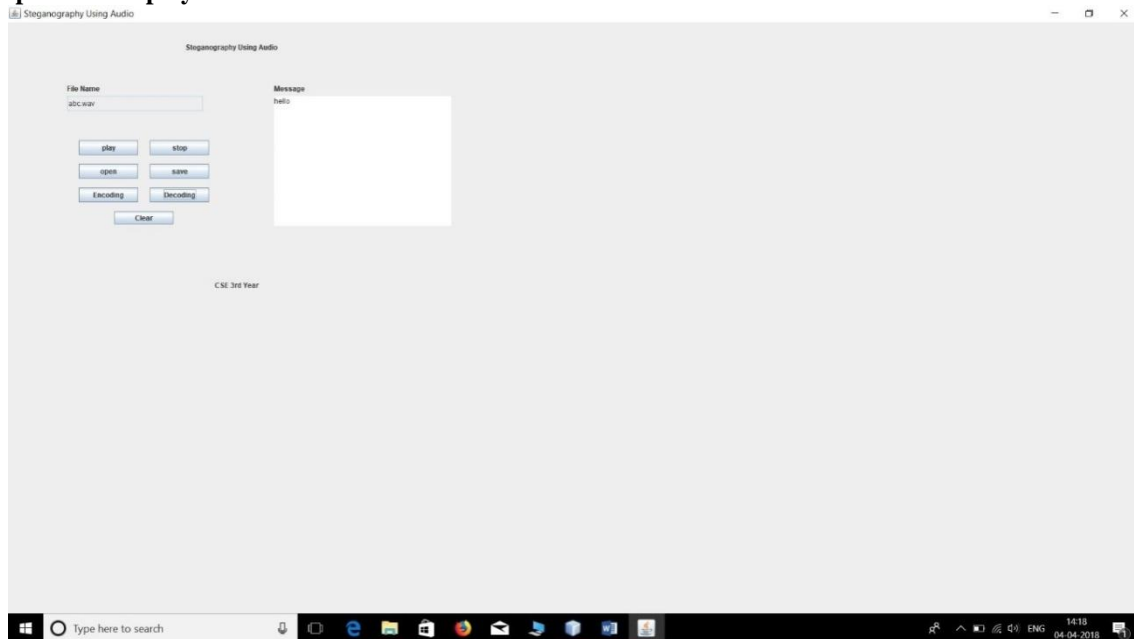 Steganography Using Audio
Steganography Using Audio
File Name
Message
abc.wav
hello
play
stop
open
save
Encoding
Decoding
Clear
CSE 3rd Year
Type here to search
ENG
14:18
04-04-2018